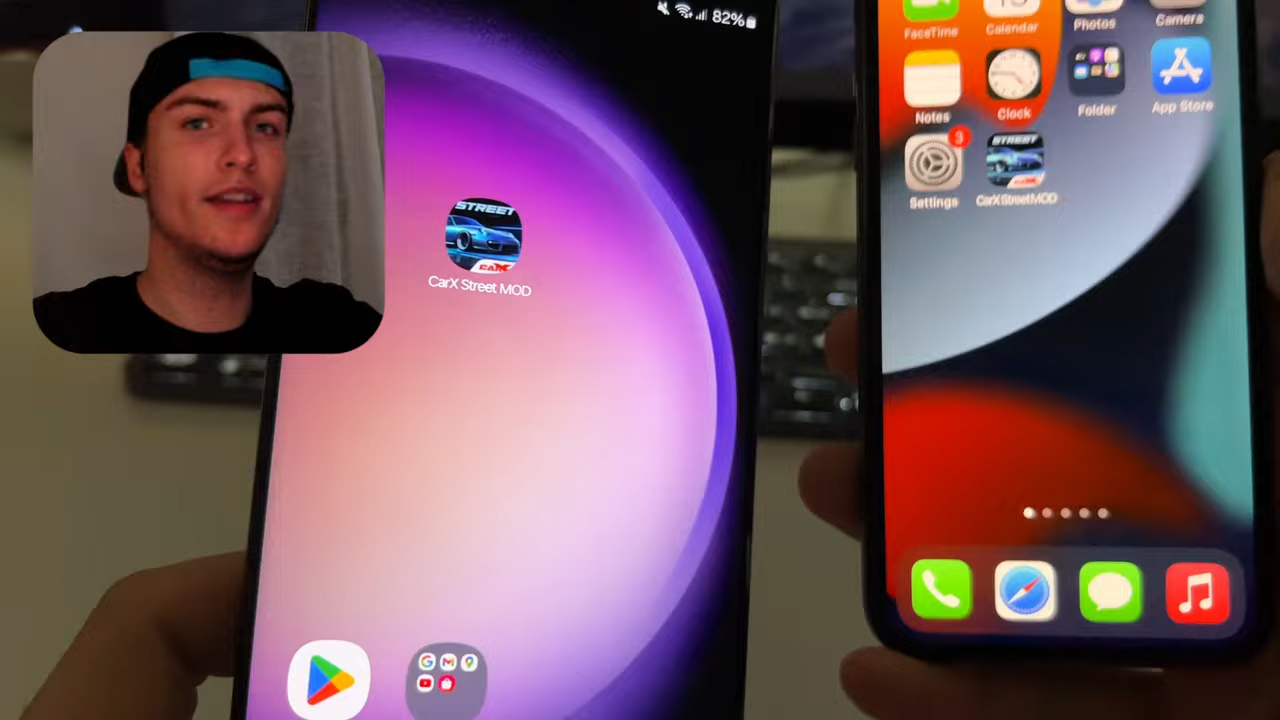 82%
STREET
CarX
CarX Street MOD
FaceTime
Calendar
Photos
Camera
Notes
Clock
Folder
App Store
3
Settings
STREET
CarX Street MOD